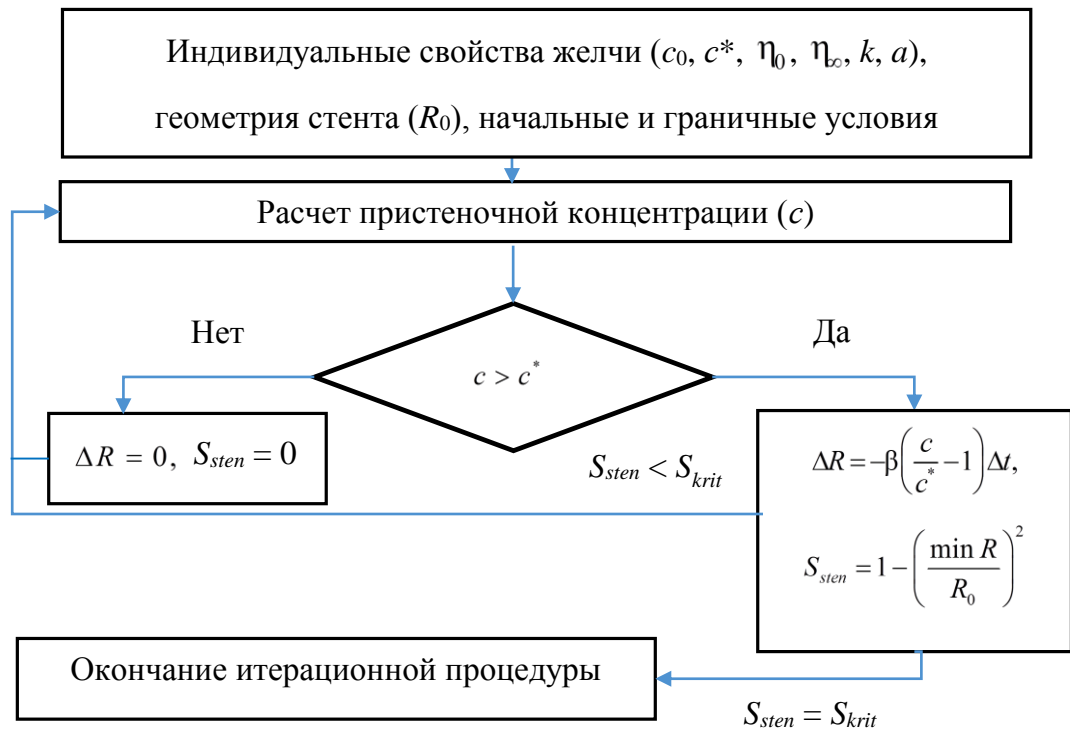 Индивидуальные свойства желчи (c₀, c*, η₀, η∞, k, a),
геометрия стента (R₀), начальные и граничные условия
Расчет пристеночной концентрации (c)
Нет
Да
c > c*
ΔR = 0, S_sten = 0
S_sten < S_krit
ΔR = −β(c/c* − 1)Δt,
S_sten = 1 − (min R/R₀)²
Окончание итерационной процедуры
S_sten = S_krit